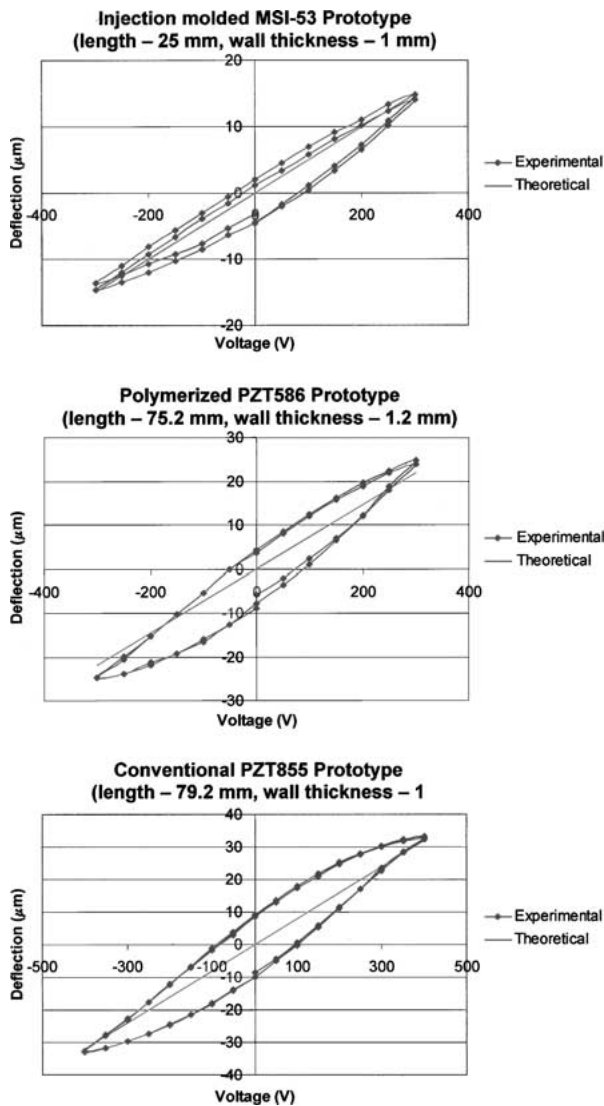 Injection molded MSI-53 Prototype
(length – 25 mm, wall thickness – 1 mm)
20
10
0
-400
-200
0
200
400
-10
-20
Deflection (μm)
Voltage (V)
Experimental
Theoretical
Polymerized PZT586 Prototype
(length – 75.2 mm, wall thickness – 1.2 mm)
30
20
10
0
-400
-200
0
200
400
-10
-20
-30
Deflection (μm)
Voltage (V)
Experimental
Theoretical
Conventional PZT855 Prototype
(length – 79.2 mm, wall thickness – 1
40
30
20
10
0
-500
-300
-100
100
300
500
-10
-20
-30
-40
Deflection (μm)
Voltage (V)
Experimental
Theoretical